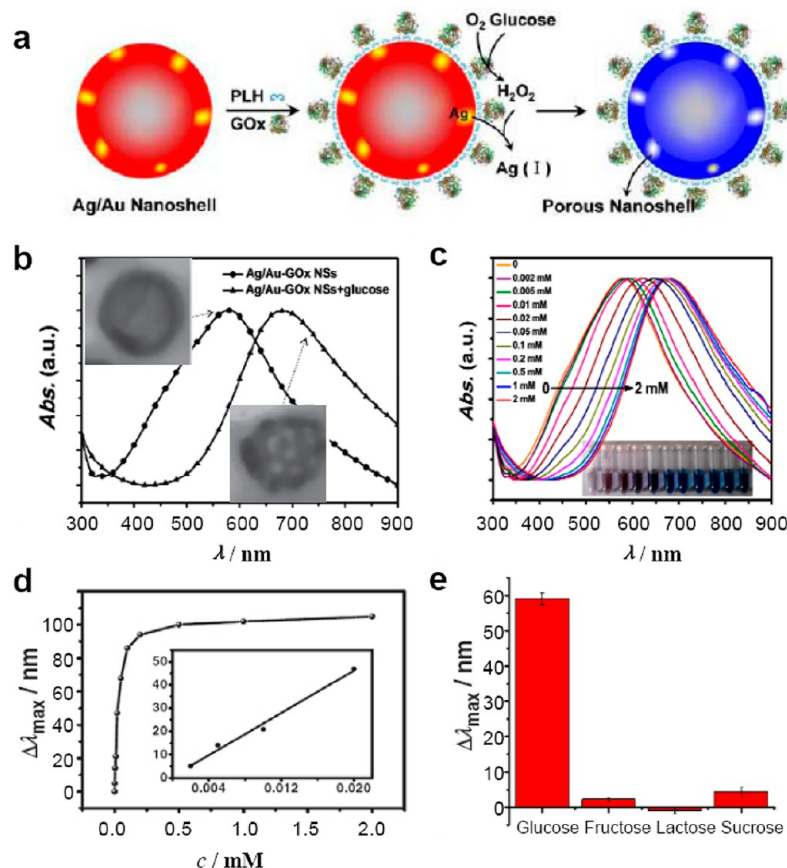 a
O₂ Glucose
PLH
GOx
H₂O₂
Ag
Ag (I)
Ag/Au Nanoshell
Porous Nanoshell
b
Ag/Au-GOx NSs
Ag/Au-GOx NSs+glucose
Abs. (a.u.)
300 400 500 600 700 800 900
λ / nm
c
0
0.002 mM
0.005 mM
0.01 mM
0.02 mM
0.05 mM
0.1 mM
0.2 mM
0.5 mM
1 mM
2 mM
0
2 mM
Abs. (a.u.)
300 400 500 600 700 800 900
λ / nm
d
Δλmax / nm
100
80
60
40
20
0
50
40
30
20
10
0
0.004 0.012 0.020
0.0 0.5 1.0 1.5 2.0
c / mM
e
Δλmax / nm
60
50
40
30
20
10
0
Glucose Fructose Lactose Sucrose